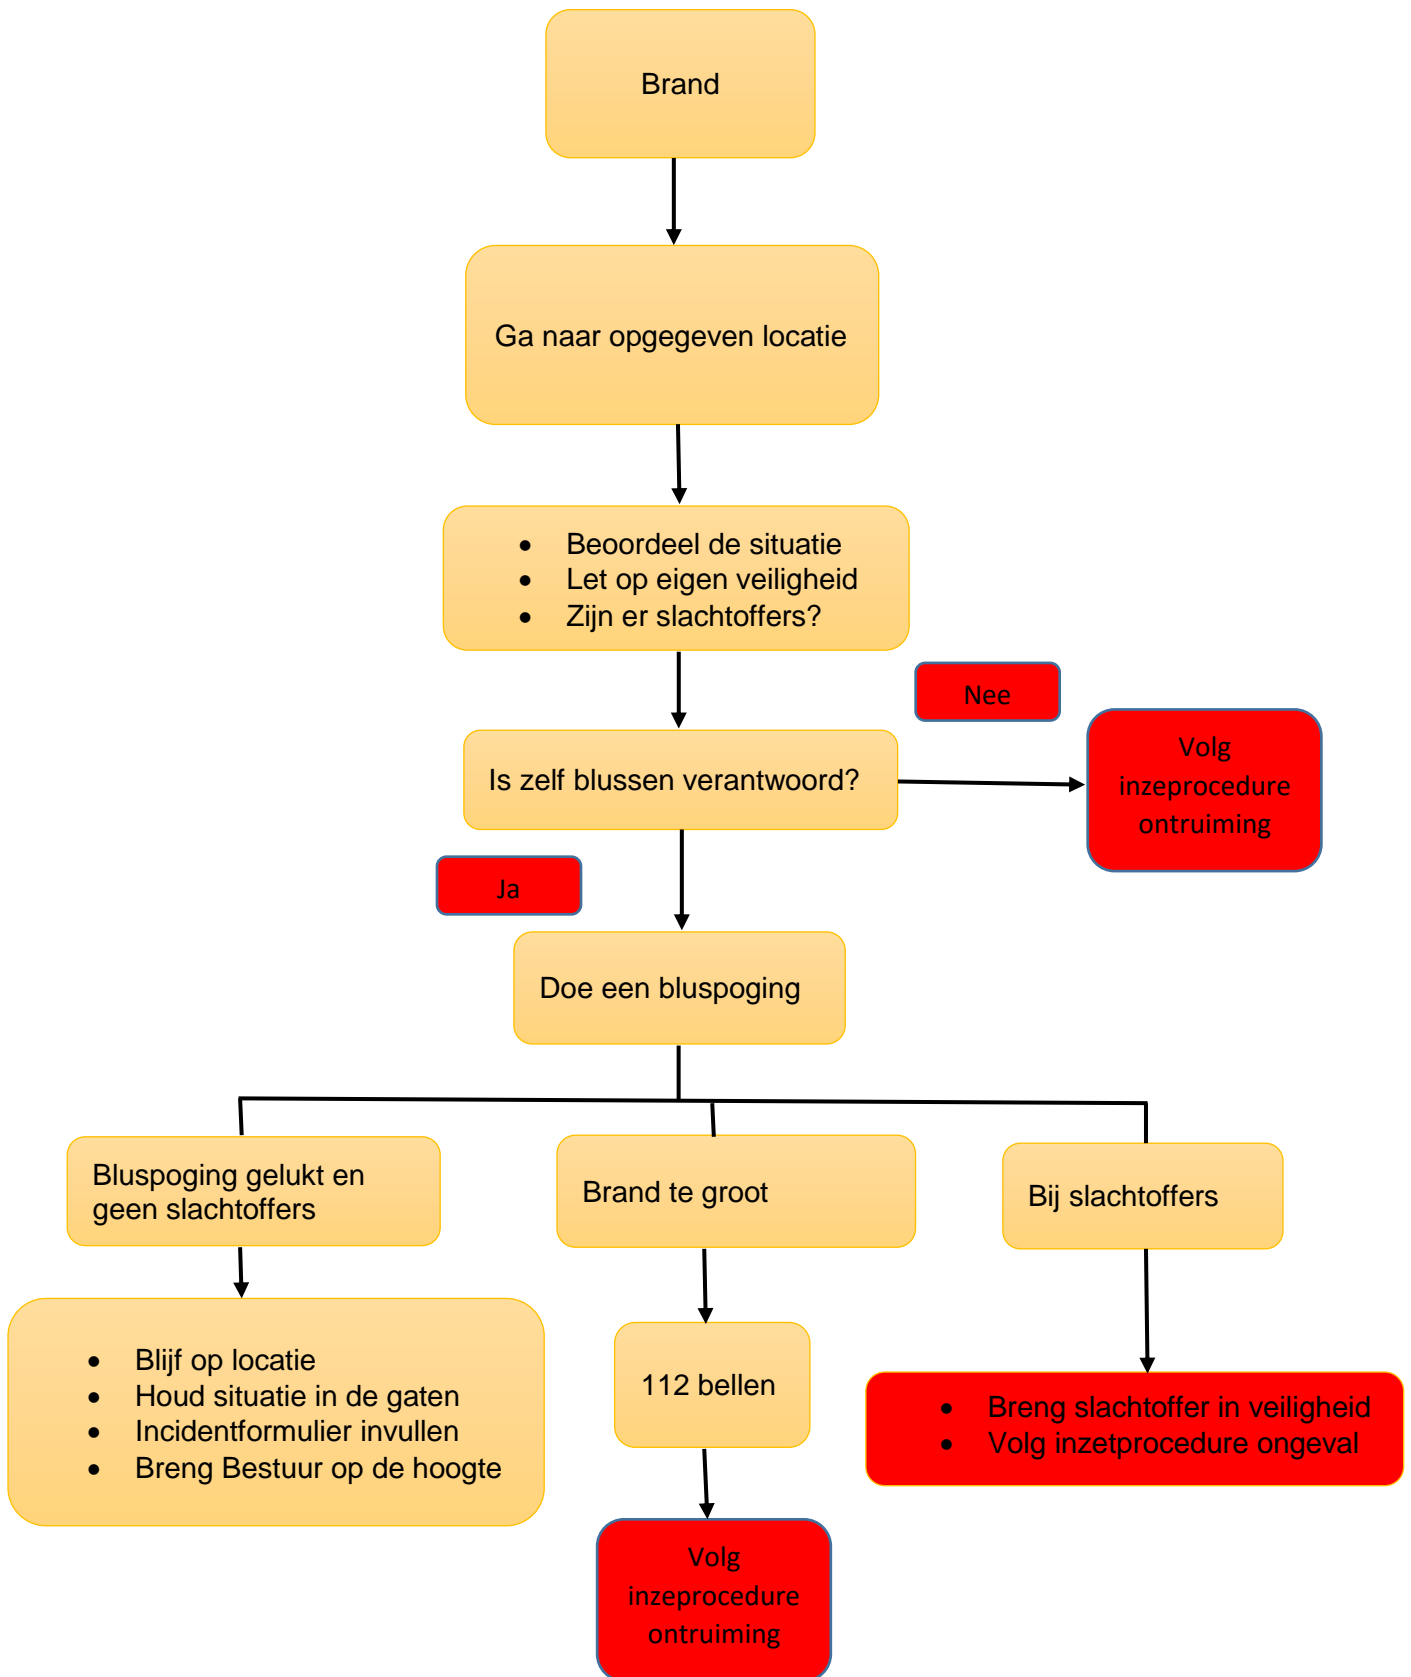 Brand
Ga naar opgegeven locatie
• Beoordeel de situatie
• Let op eigen veiligheid
• Zijn er slachtoffers?
Nee
Volg
inzeprocedure
ontruiming
Is zelf blussen verantwoord?
Ja
Doe een bluspoging
Bluspoging gelukt en
geen slachtoffers
Brand te groot
Bij slachtoffers
• Blijf op locatie
• Houd situatie in de gaten
• Incidentformulier invullen
• Breng Bestuur op de hoogte
112 bellen
• Breng slachtoffer in veiligheid
• Volg inzetprocedure ongeval
Volg
inzeprocedure
ontruiming